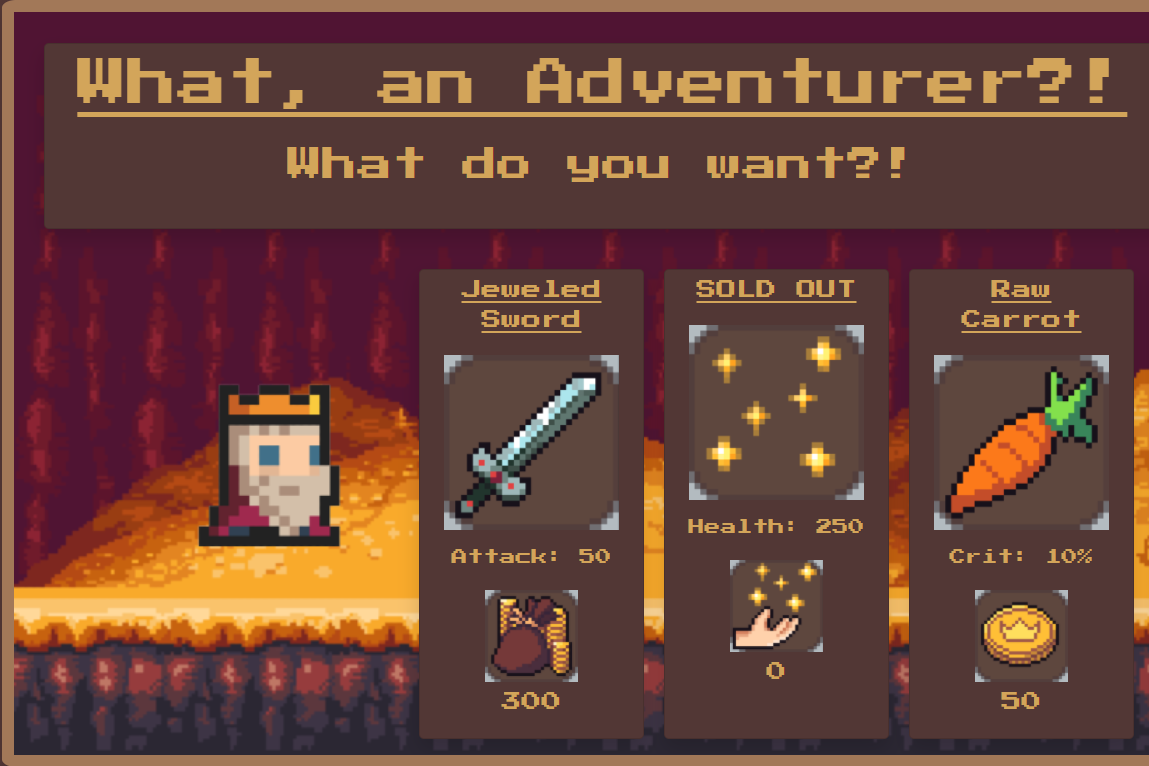 What, an Adventurer?!
What do you want?!
Jeweled
Sword
Attack: 50
300
SOLD OUT
Health: 250
0
Raw
Carrot
Crit: 10%
50